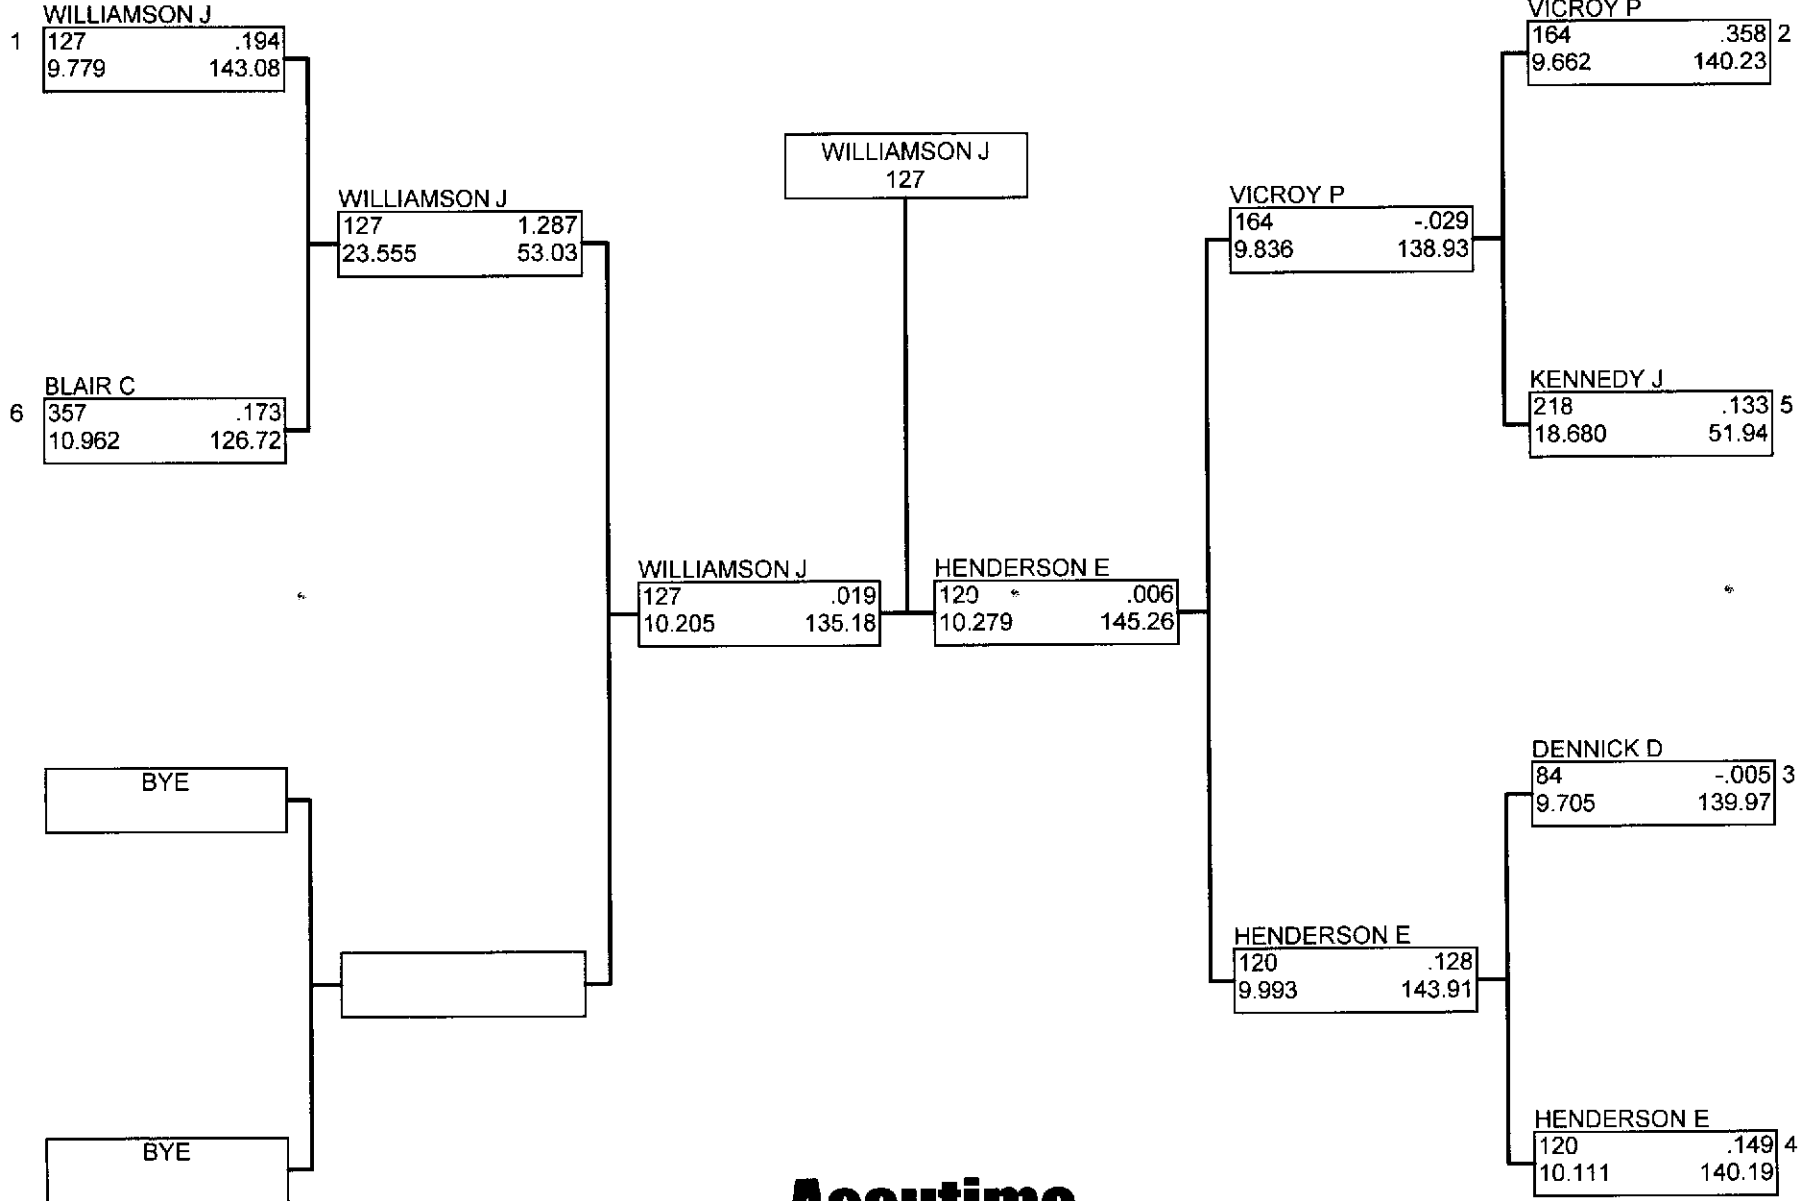 WILLIAMSON J
1 127 .194
9.779 143.08
BLAIR C
6 357 .173
10.962 126.72
BYE
BYE
WILLIAMSON J
127 1.287
23.555 53.03
WILLIAMSON J
127 .019
10.205 135.18
WILLIAMSON J
127
HENDERSON E
120 .006
10.279 145.26
VICROY P
164 -.029
9.836 138.93
HENDERSON E
120 .128
9.993 143.91
VICROY P
164 .358 2
9.662 140.23
KENNEDY J
218 .133 5
18.680 51.94
DENNICK D
84 -.005 3
9.705 139.97
HENDERSON E
120 .149 4
10.111 140.19
Accutime